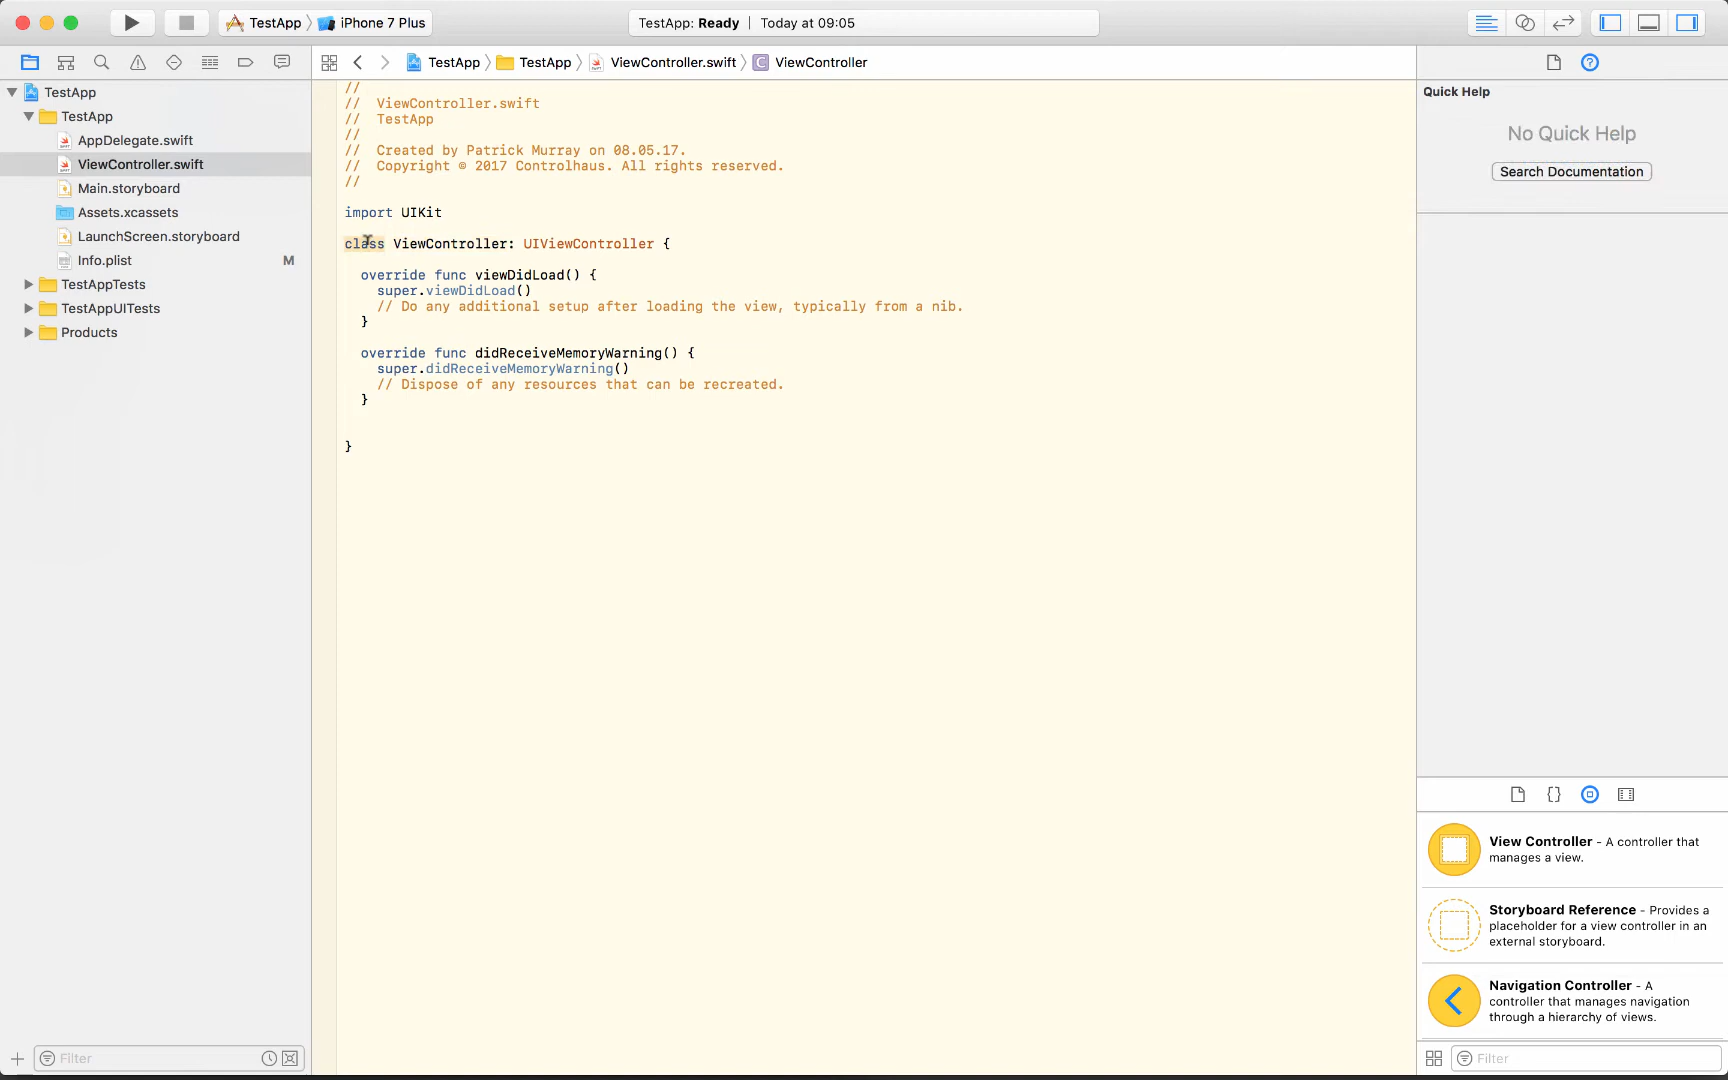 TestApp 〉 iPhone 7 Plus
TestApp: Ready | Today at 09:05
TestApp 〉 TestApp 〉 ViewController.swift 〉 C ViewController
TestApp
TestApp
AppDelegate.swift
ViewController.swift
Main.storyboard
Assets.xcassets
LaunchScreen.storyboard
Info.plist M
TestAppTests
TestAppUITests
Products
Filter
//
//  ViewController.swift
//  TestApp
//
//  Created by Patrick Murray on 08.05.17.
//  Copyright © 2017 Controlhaus. All rights reserved.
//
import UIKit
class ViewController: UIViewController {
override func viewDidLoad() {
super.viewDidLoad()
// Do any additional setup after loading the view, typically from a nib.
}
override func didReceiveMemoryWarning() {
super.didReceiveMemoryWarning()
// Dispose of any resources that can be recreated.
}
}
Quick Help
No Quick Help
Search Documentation
{}
View Controller - A controller that
manages a view.
Storyboard Reference - Provides a
placeholder for a view controller in an
external storyboard.
Navigation Controller - A
controller that manages navigation
through a hierarchy of views.
Filter